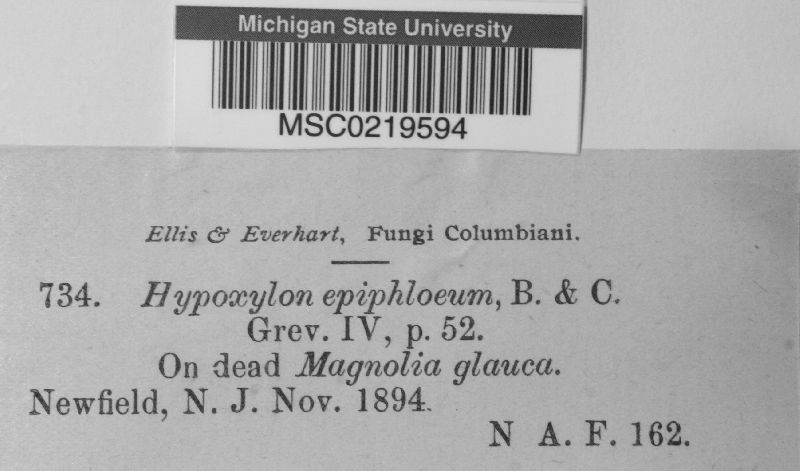 Michigan State University
MSC0219594
Ellis & Everhart, Fungi Columbiani.
734. Hypoxylon epiphloeum, B. & C.
Grev. IV, p. 52.
On dead Magnolia glauca.
Newfield, N. J. Nov. 1894.
N A. F. 162.